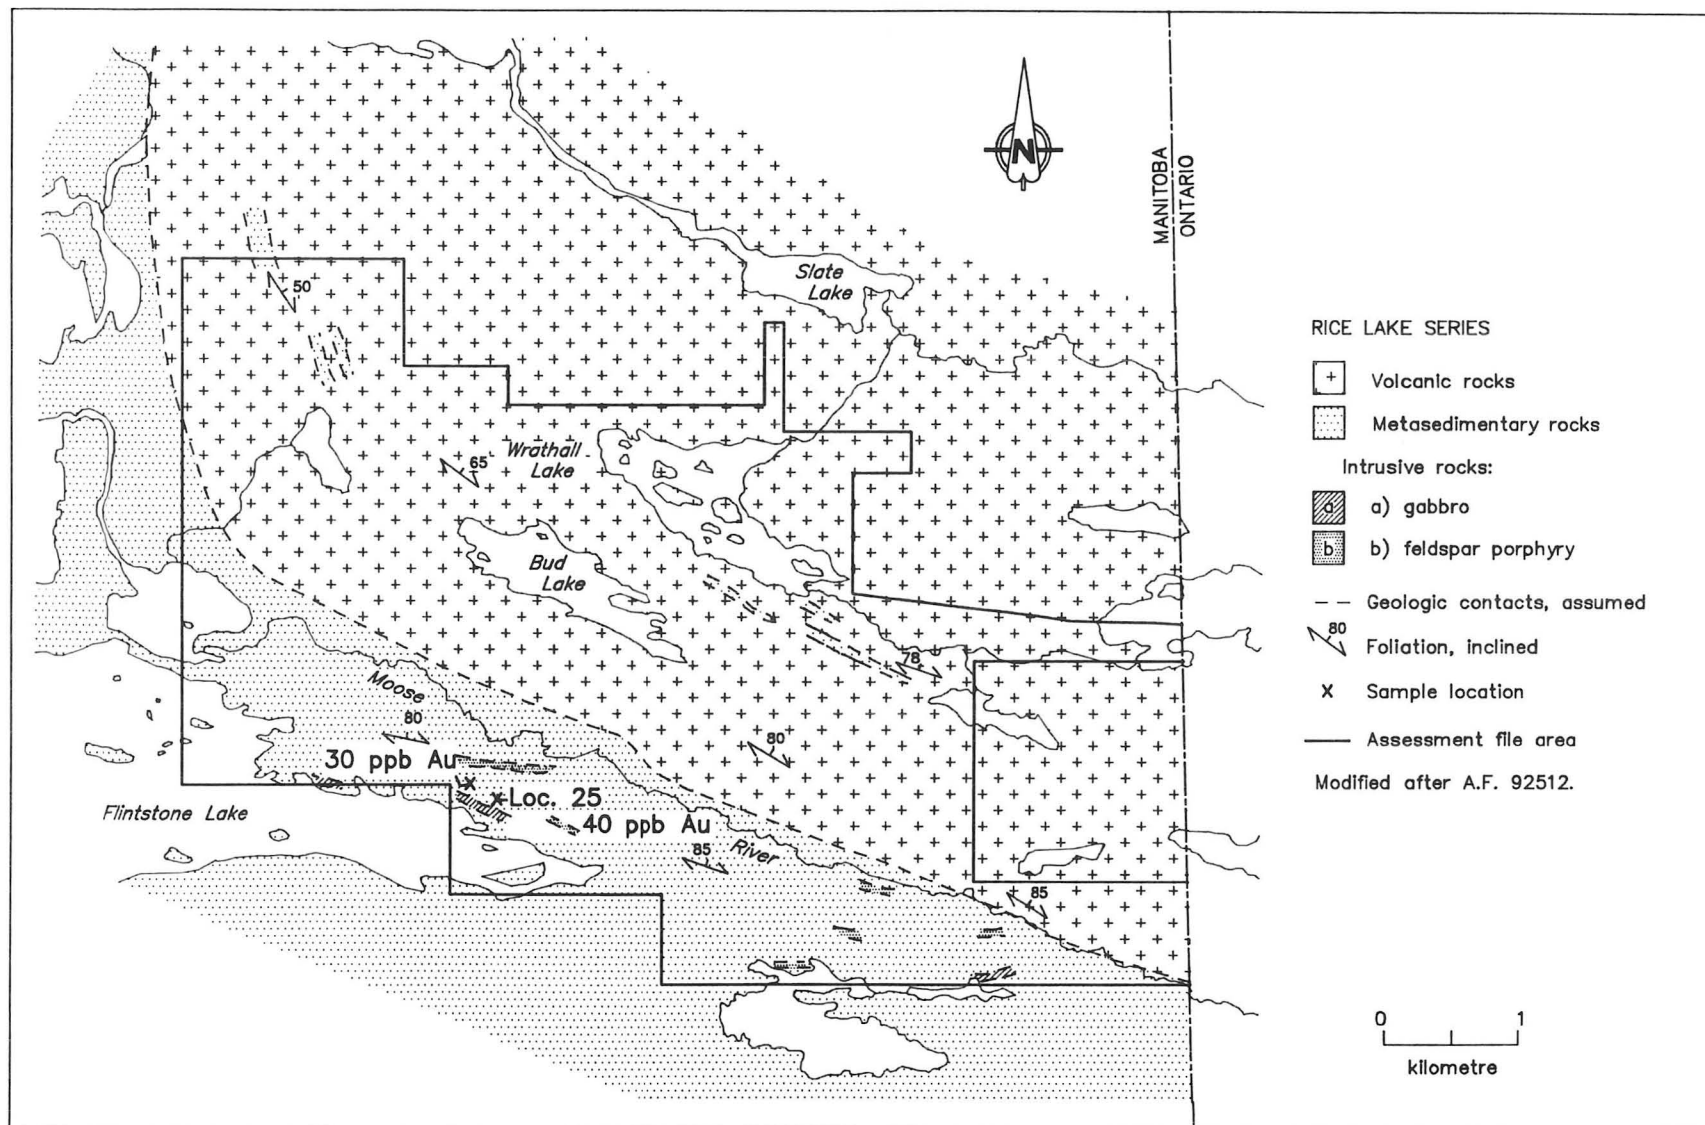 N
MANITOBA
ONTARIO
Slate
Lake
50
Wrathall
Lake
65
Bud
Lake
78
Moose
80
80
30 ppb Au
Loc. 25
40 ppb Au
Flintstone Lake
River
85
85
RICE LAKE SERIES
Volcanic rocks
Metasedimentary rocks
Intrusive rocks:
a a) gabbro
b b) feldspar porphyry
Geologic contacts, assumed
80 Foliation, inclined
x Sample location
Assessment file area
Modified after A.F. 92512.
0 1
kilometre